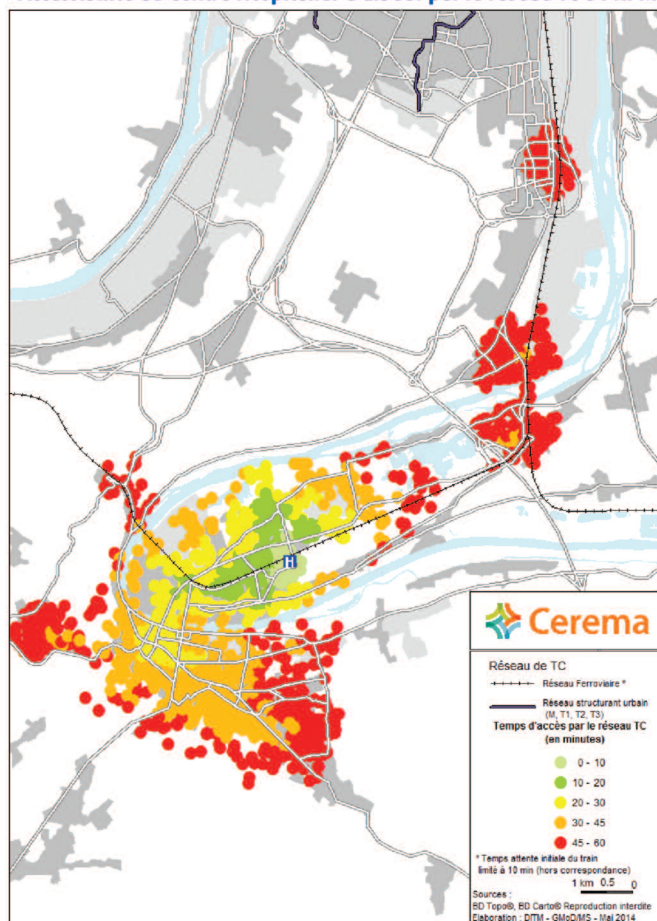 H
Cerema
Réseau de TC
Réseau Ferroviaire *
Réseau structurant urbain
(M, T1, T2, T3)
Temps d'accès par le réseau TC
(en minutes)
0 - 10
10 - 20
20 - 30
30 - 45
45 - 60
* Temps attente initiale du train
limité à 10 min (hors correspondance)
1 km 0.5 0
Sources :
BD Topo®, BD Carto® Reproduction interdite
Elaboration : DITM - GMoD/MS - Mai 2014